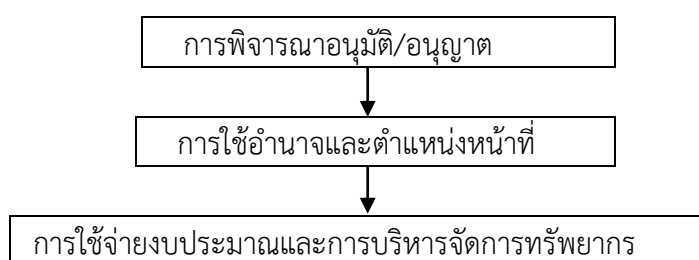 การพิจารณาอนุมัติ/อนุญาต
การใช้อำนาจและตำแหน่งหน้าที่
การใช้จ่ายงบประมาณและการบริหารจัดการทรัพยากร